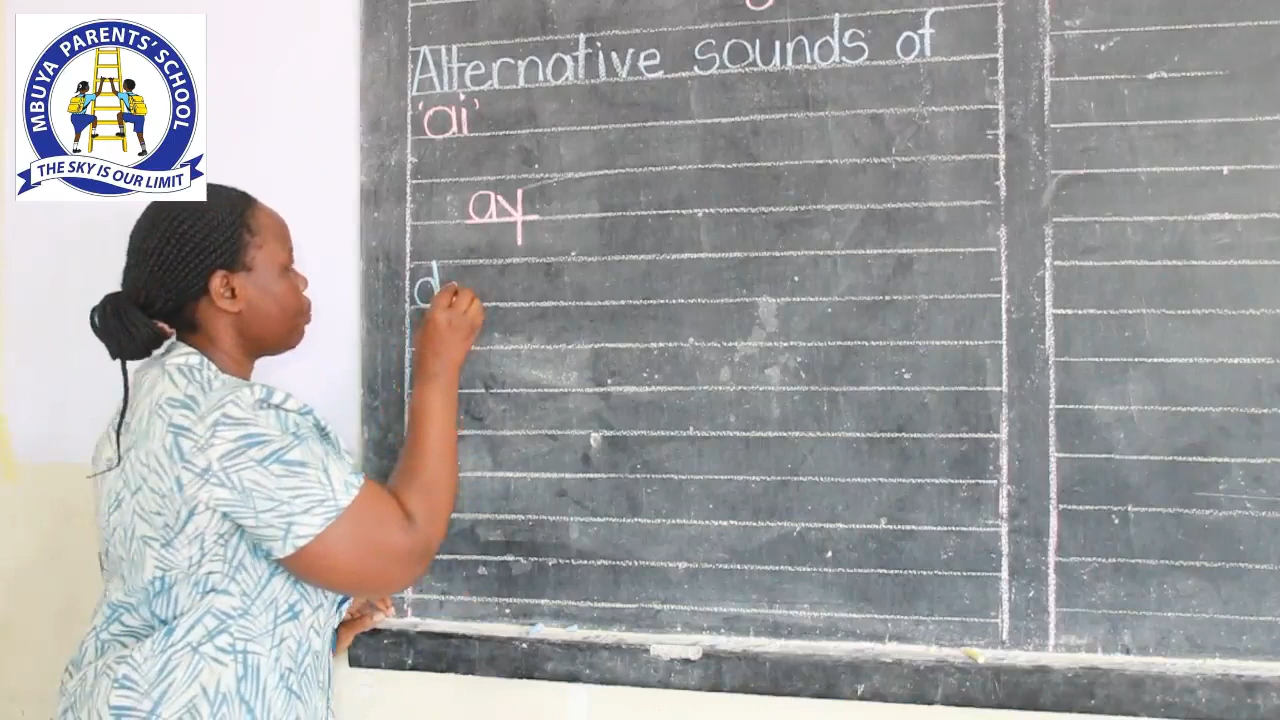 MBUYA PARENTS' SCHOOL
THE SKY IS OUR LIMIT
Alternative sounds of
'ai'
ay
d